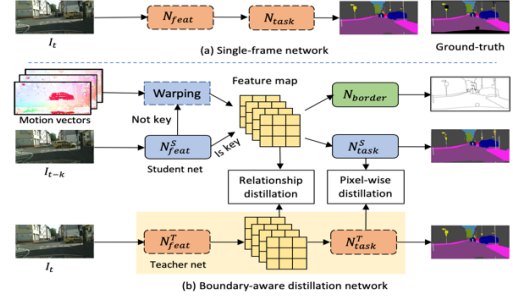 I_t
N_feat
N_task
(a) Single-frame network
Ground-truth
Motion vectors
Warping
Feature map
N_border
Not key
Is key
I_{t-k}
N^S_feat
Student net
N^S_task
Relationship
distillation
Pixel-wise
distillation
I_t
N^T_feat
Teacher net
N^T_task
(b) Boundary-aware distillation network